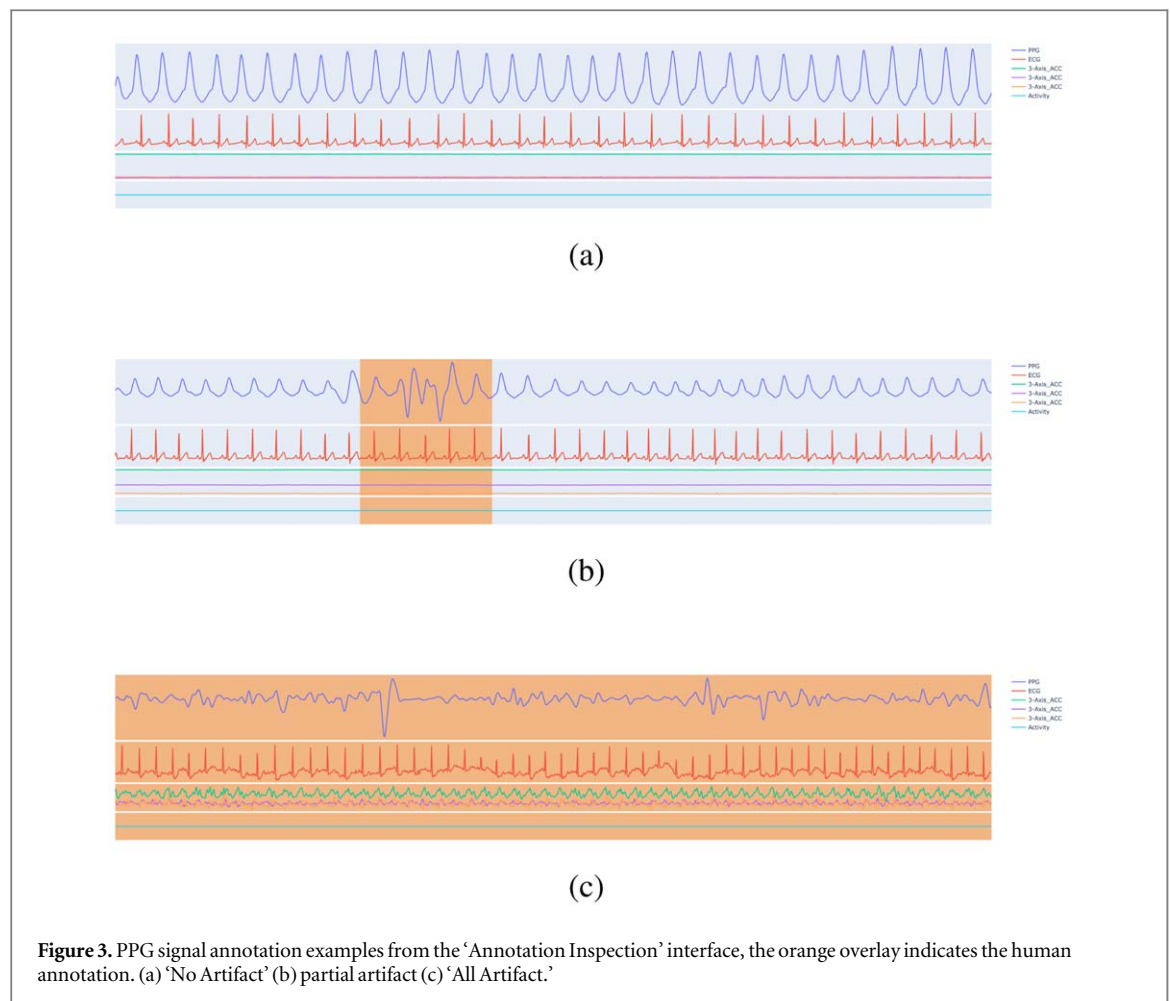 PPG
ECG
3-Axis_ACC
3-Axis_ACC
3-Axis_ACC
Activity
(a)
PPG
ECG
3-Axis_ACC
3-Axis_ACC
3-Axis_ACC
Activity
(b)
PPG
ECG
3-Axis_ACC
3-Axis_ACC
3-Axis_ACC
Activity
(c)
Figure 3. PPG signal annotation examples from the ‘Annotation Inspection’ interface, the orange overlay indicates the human
annotation. (a) ‘No Artifact’ (b) partial artifact (c) ‘All Artifact.’